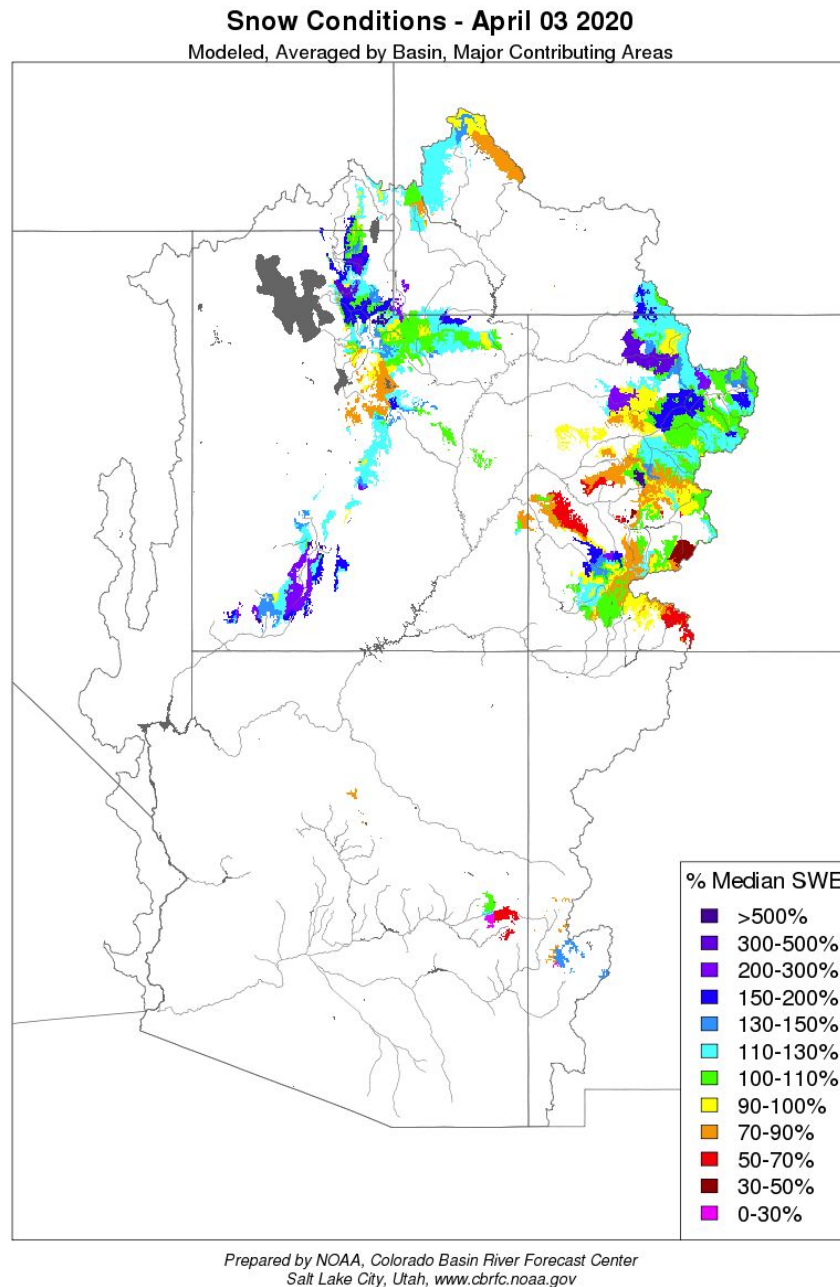 Snow Conditions - April 03 2020
Modeled, Averaged by Basin, Major Contributing Areas
% Median SWE
>500%
300-500%
200-300%
150-200%
130-150%
110-130%
100-110%
90-100%
70-90%
50-70%
30-50%
0-30%
Prepared by NOAA, Colorado Basin River Forecast Center
Salt Lake City, Utah, www.cbrfc.noaa.gov